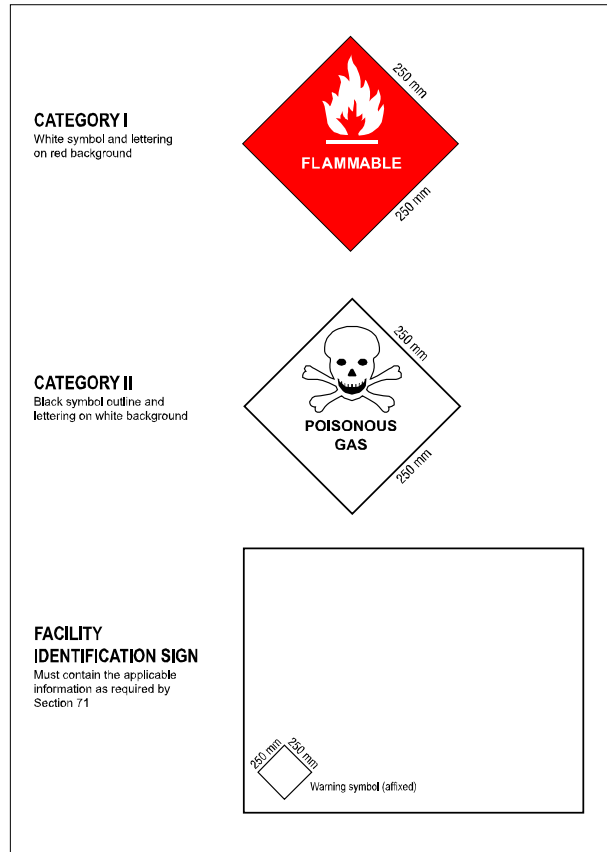 CATEGORY I
White symbol and lettering
on red background
250 mm
FLAMMABLE
250 mm
CATEGORY II
Black symbol outline and
lettering on white background
250 mm
POISONOUS
GAS
250 mm
FACILITY
IDENTIFICATION SIGN
Must contain the applicable
information as required by
Section 71
250 mm
250 mm
Warning symbol (affixed)